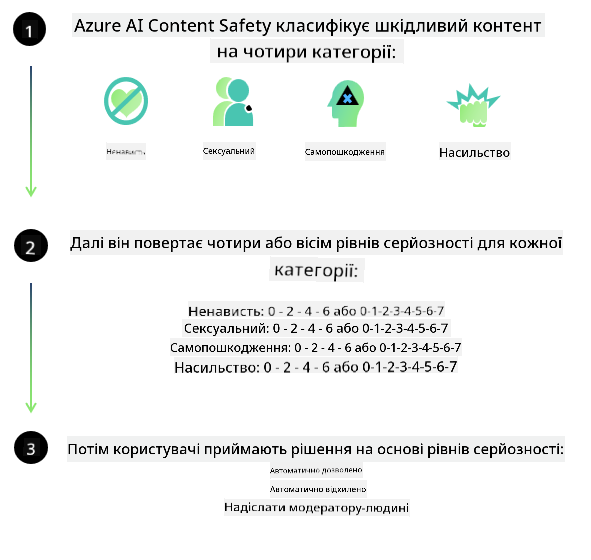 1
Azure AI Content Safety класифікує шкідливий контент
на чотири категорії:
Ненависть
Сексуальний
Самопошкодження
Насильство
2
Далі він повертає чотири або вісім рівнів серйозності для кожної
категорії:
Ненависть: 0 - 2 - 4 - 6 або 0-1-2-3-4-5-6-7
Сексуальний: 0 - 2 - 4 - 6 або 0-1-2-3-4-5-6-7
Самопошкодження: 0 - 2 - 4 - 6 або 0-1-2-3-4-5-6-7
Насильство: 0 - 2 - 4 - 6 або 0-1-2-3-4-5-6-7
3
Потім користувачі приймають рішення на основі рівнів серйозності:
Автоматично дозволено
Автоматично відхилено
Надіслати модератору-людині